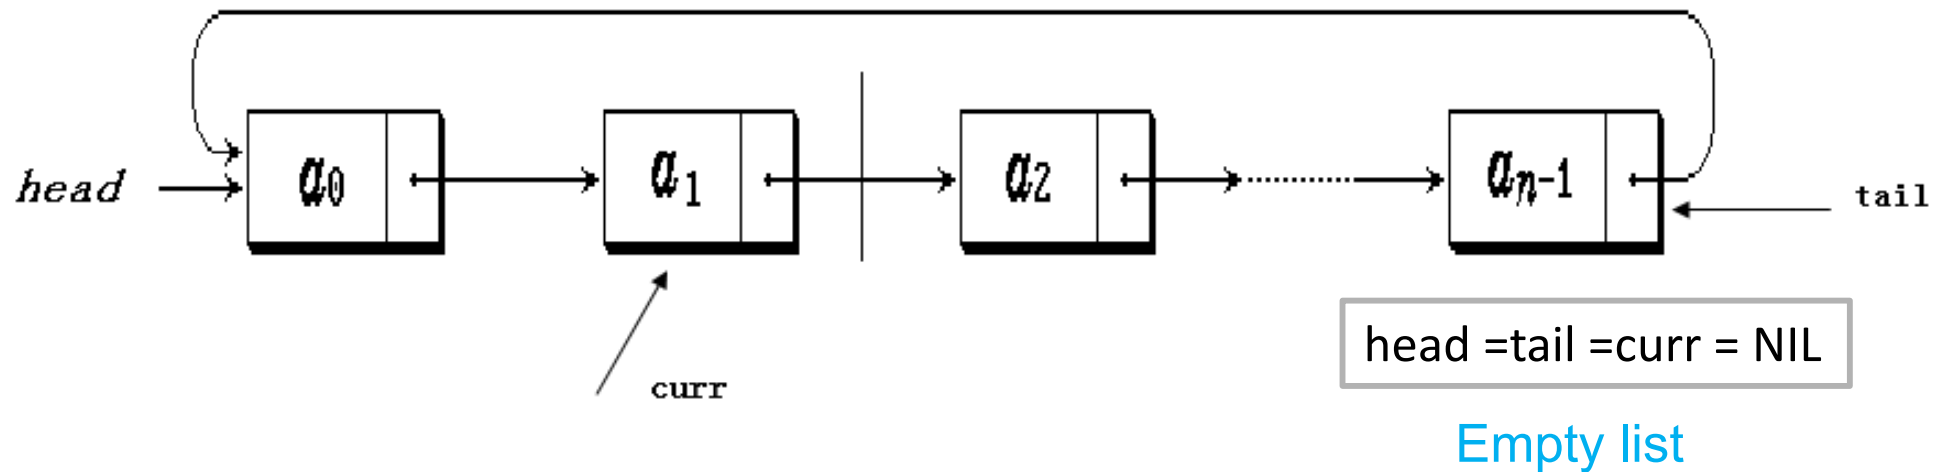 head a0 a1 a2 an-1 tail
curr
head =tail =curr = NIL
Empty list